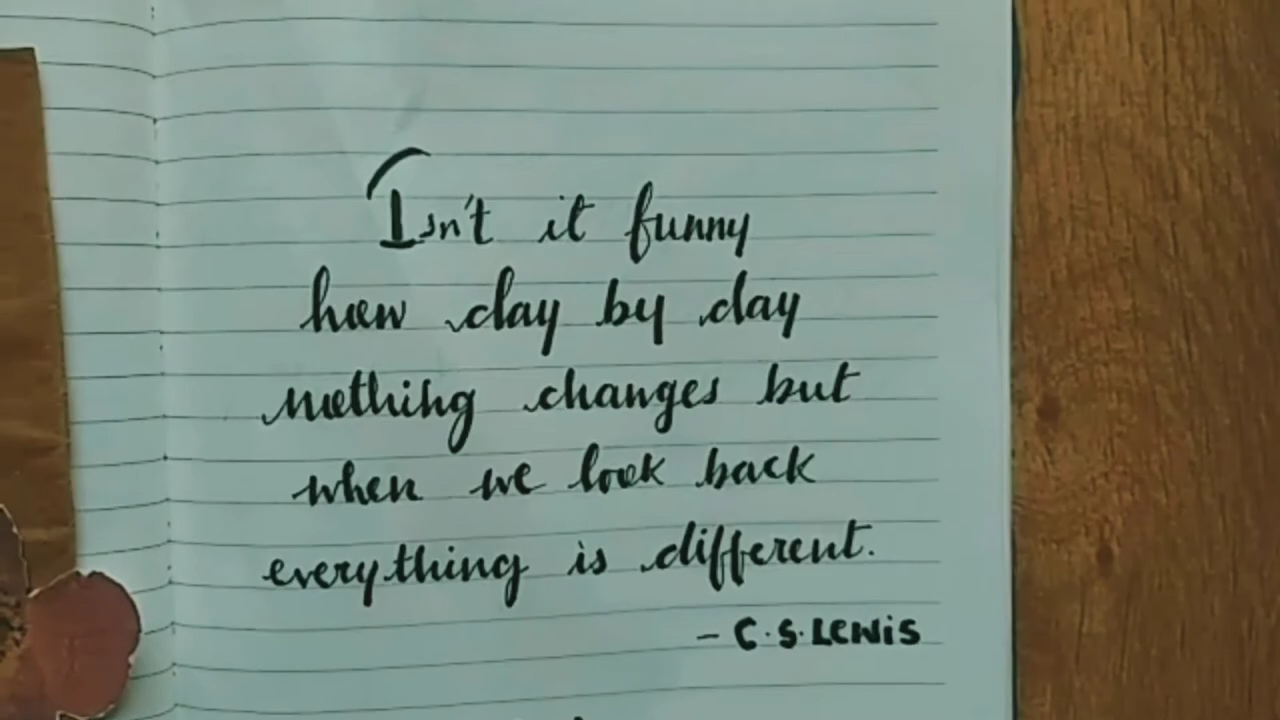 Isn't it funny
how day by day
nothing changes but
when we look back
everything is different.
- C.S.LEWiS